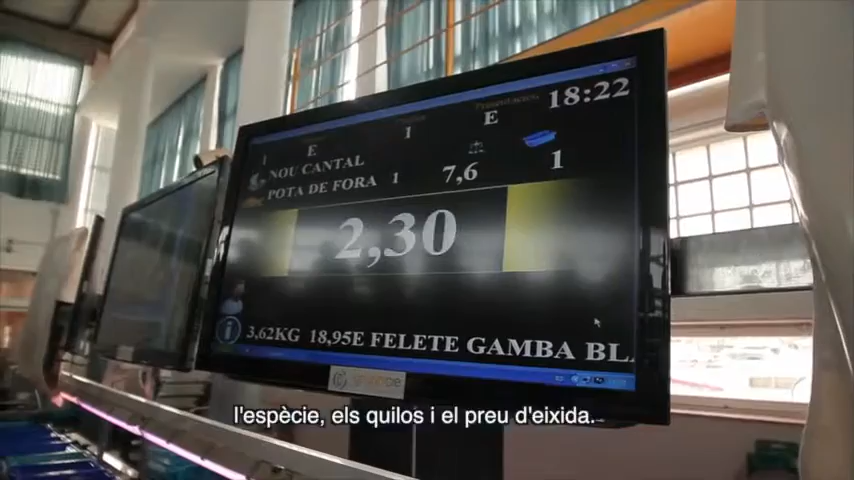 18:22
1 E 1 E
NOU CANTAL
POTA DE FORA 1 7,6 1
2,30
3,62KG 18,95E FELETE GAMBA BL.
l'espècie, els quilos i el preu d'eixida.